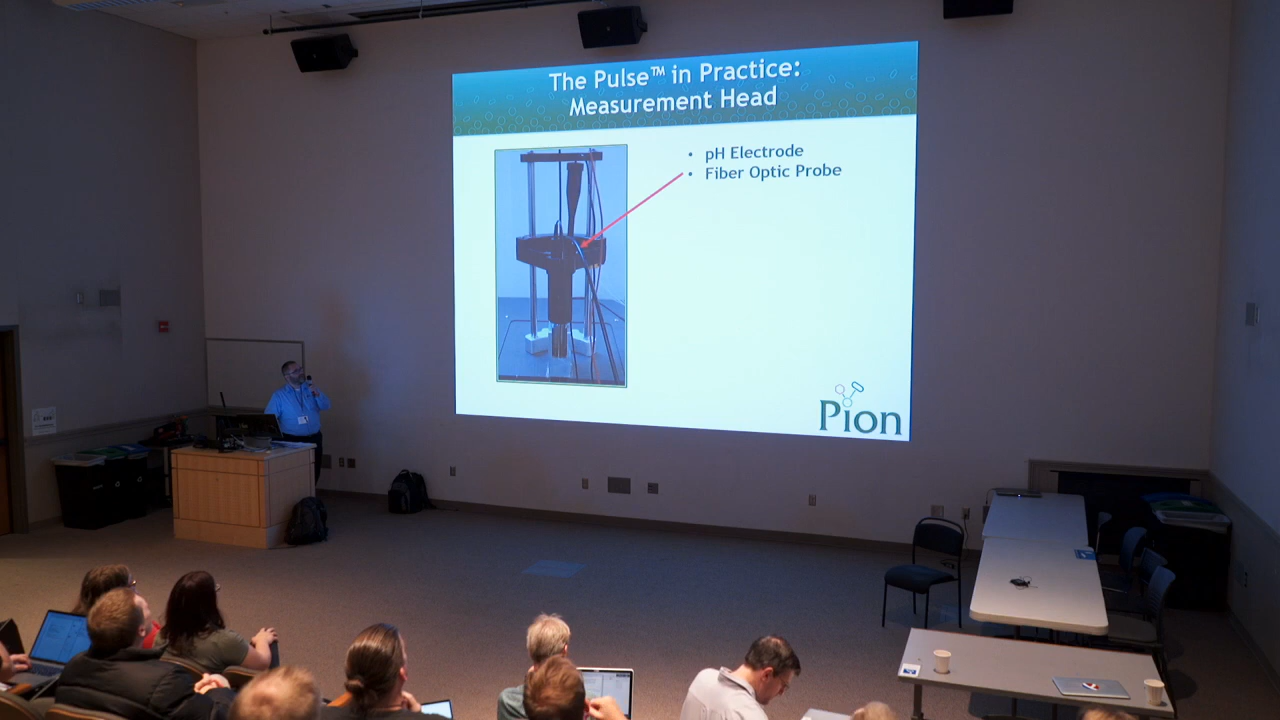 The Pulse™ in Practice:
Measurement Head
• pH Electrode
• Fiber Optic Probe
Pion